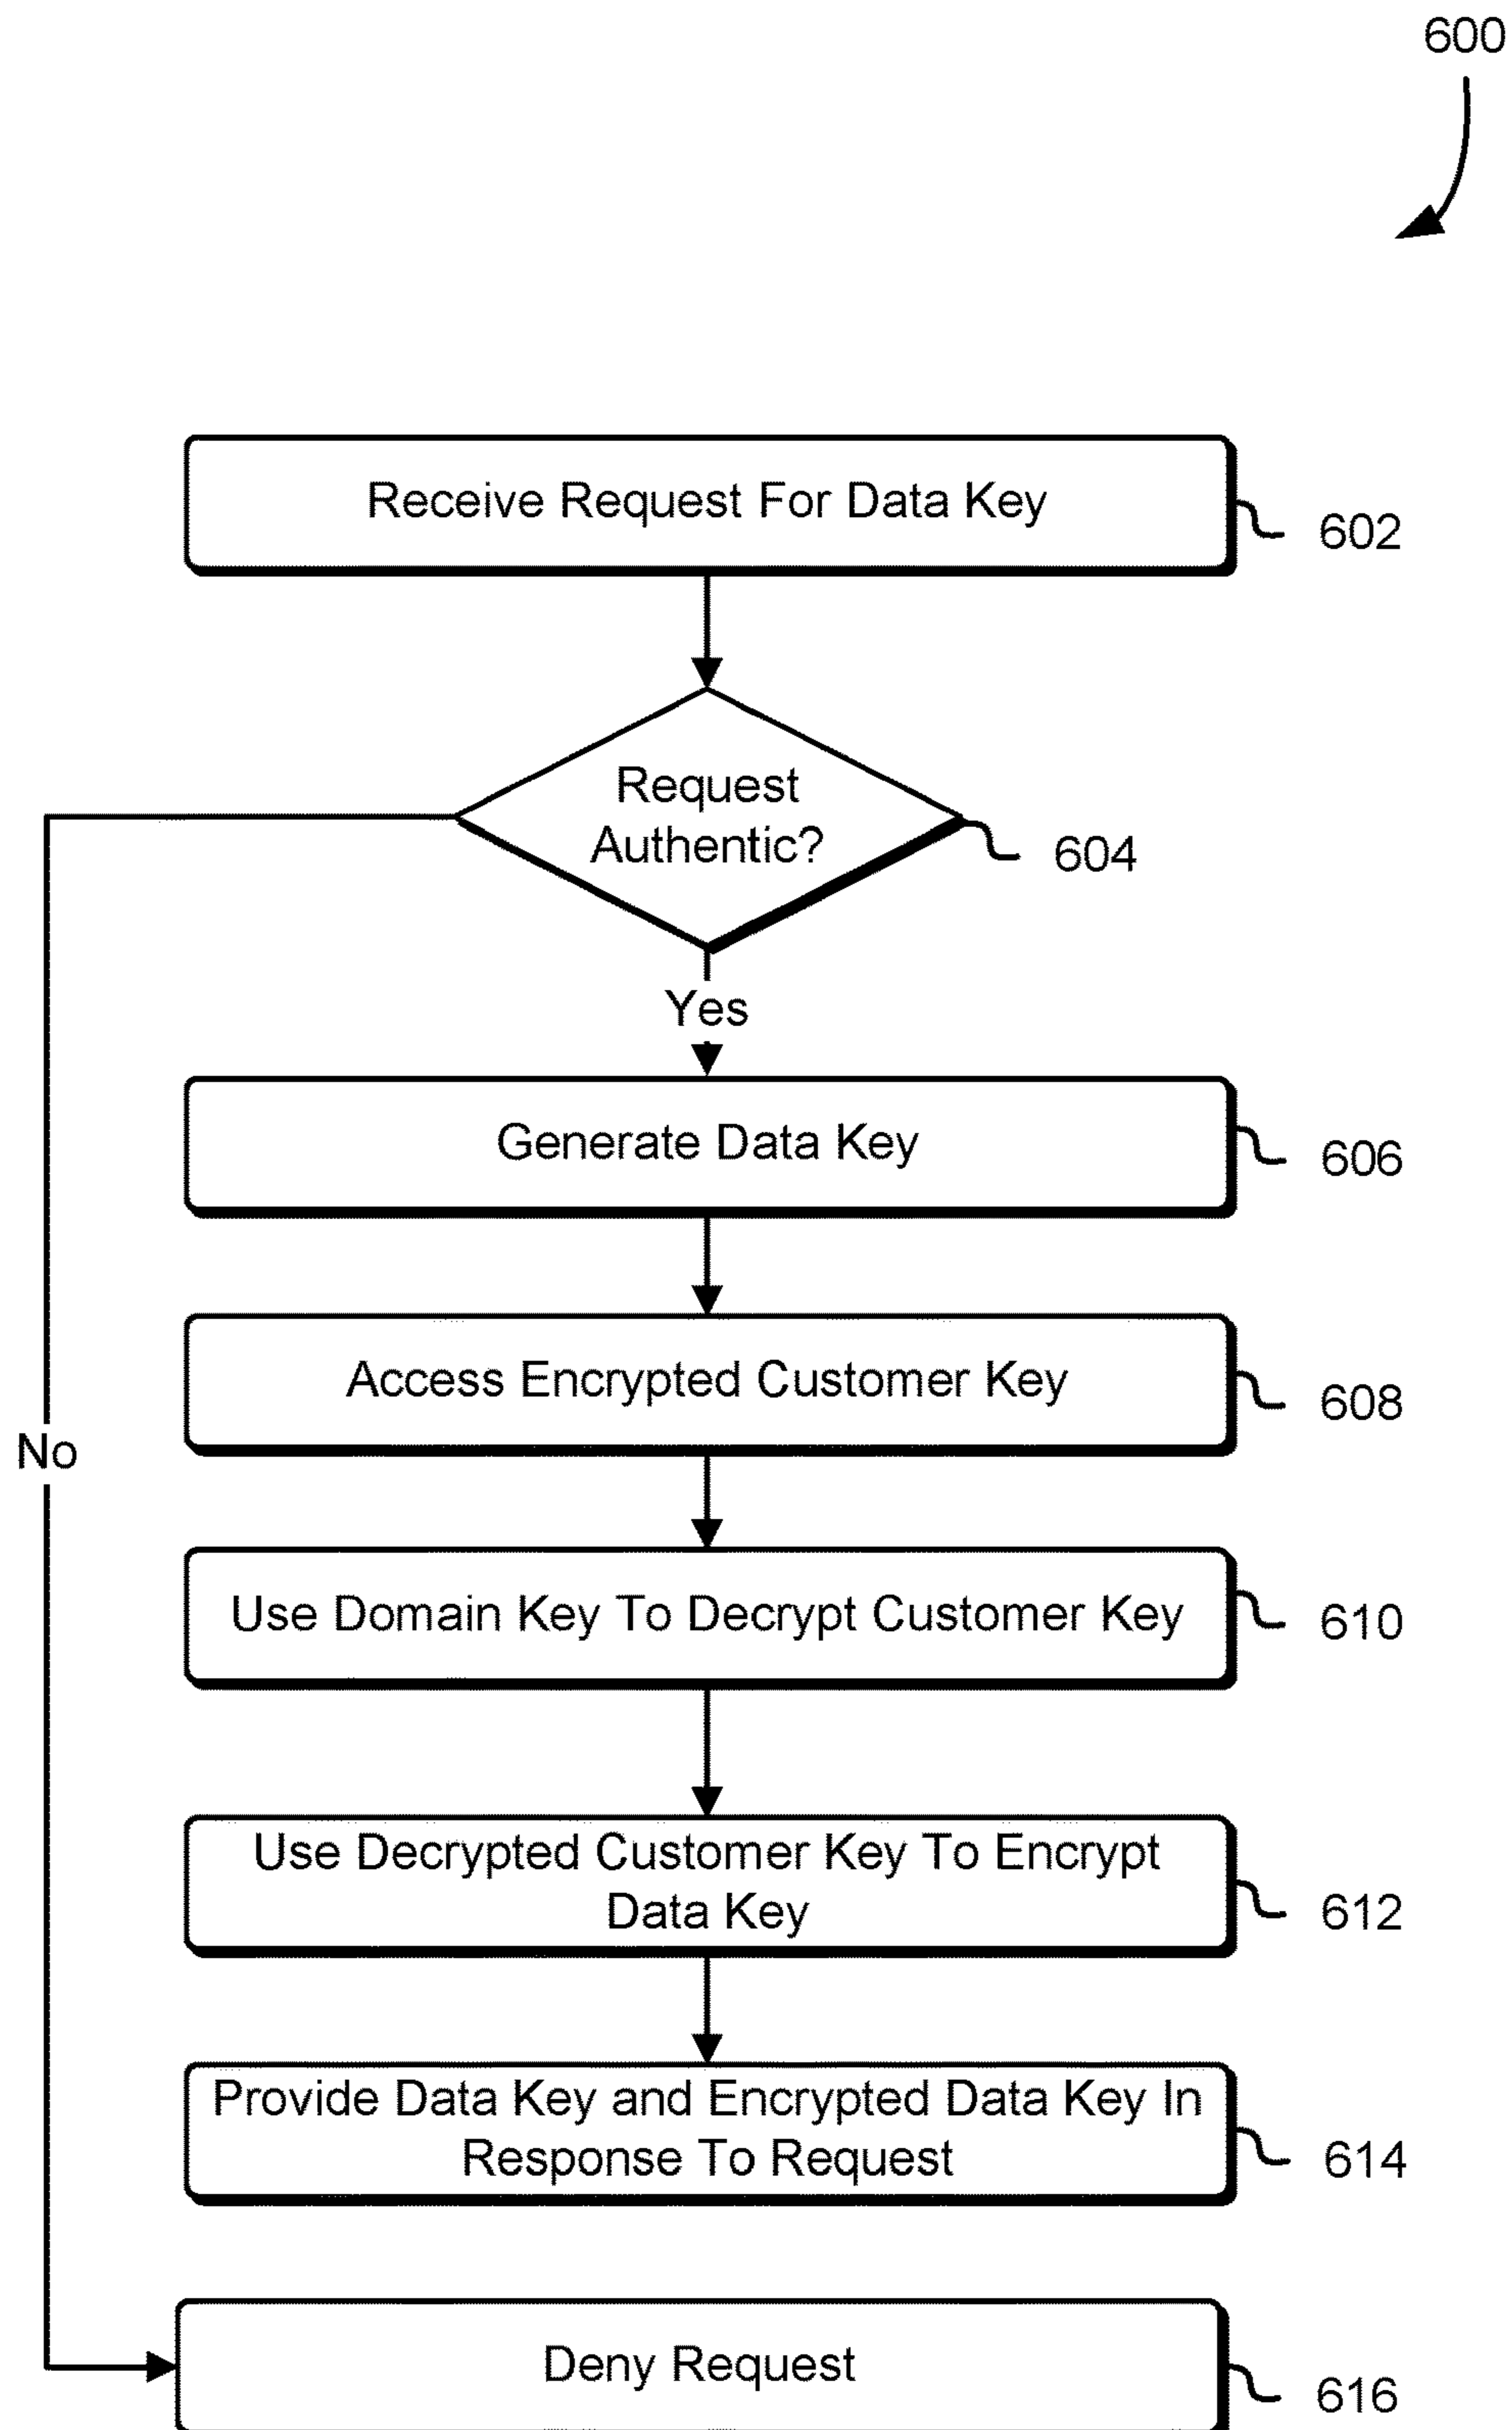 600
Receive Request For Data Key
602
Request
Authentic?
604
Yes
Generate Data Key
606
Access Encrypted Customer Key
608
No
Use Domain Key To Decrypt Customer Key
610
Use Decrypted Customer Key To Encrypt
Data Key
612
Provide Data Key and Encrypted Data Key In
Response To Request
614
Deny Request
616